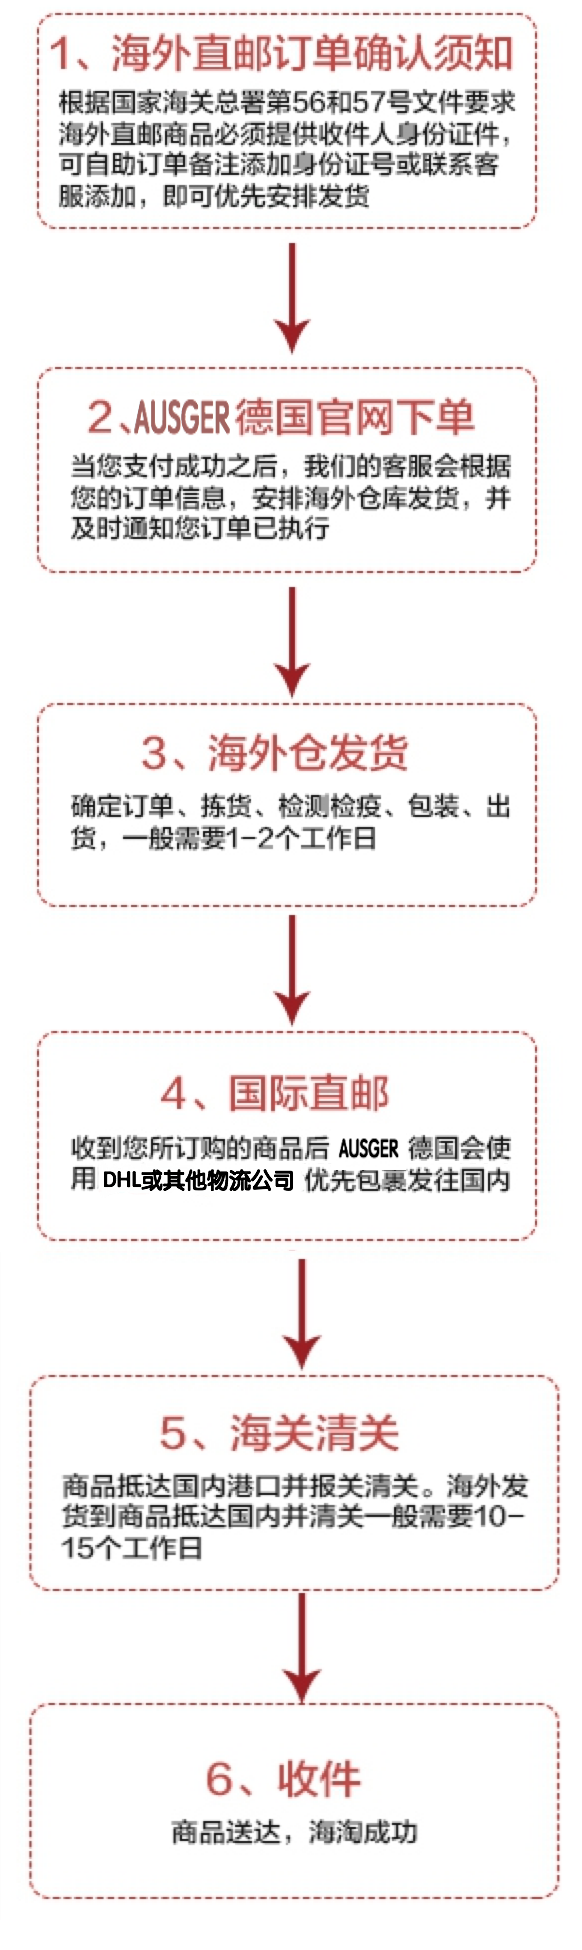 1、海外直邮订单确认须知
根据国家海关总署第56和57号文件要求
海外直邮商品必须提供收件人身份证件，
可自助订单备注添加身份证号或联系客
服添加，即可优先安排发货
2、AUSGER德国官网下单
当您支付成功之后，我们的客服会根据
您的订单信息，安排海外仓库发货，并
及时通知您订单已执行
3、海外仓发货
确定订单、拣货、检测检疫、包装、出
货，一般需要1-2个工作日
4、国际直邮
收到您所订购的商品后 AUSGER 德国会使
用 DHL或其他物流公司 优先包裹发往国内
5、海关清关
商品抵达国内港口并报关清关。海外发
货到商品抵达国内并清关一般需要10-
15个工作日
6、收件
商品送达，海淘成功